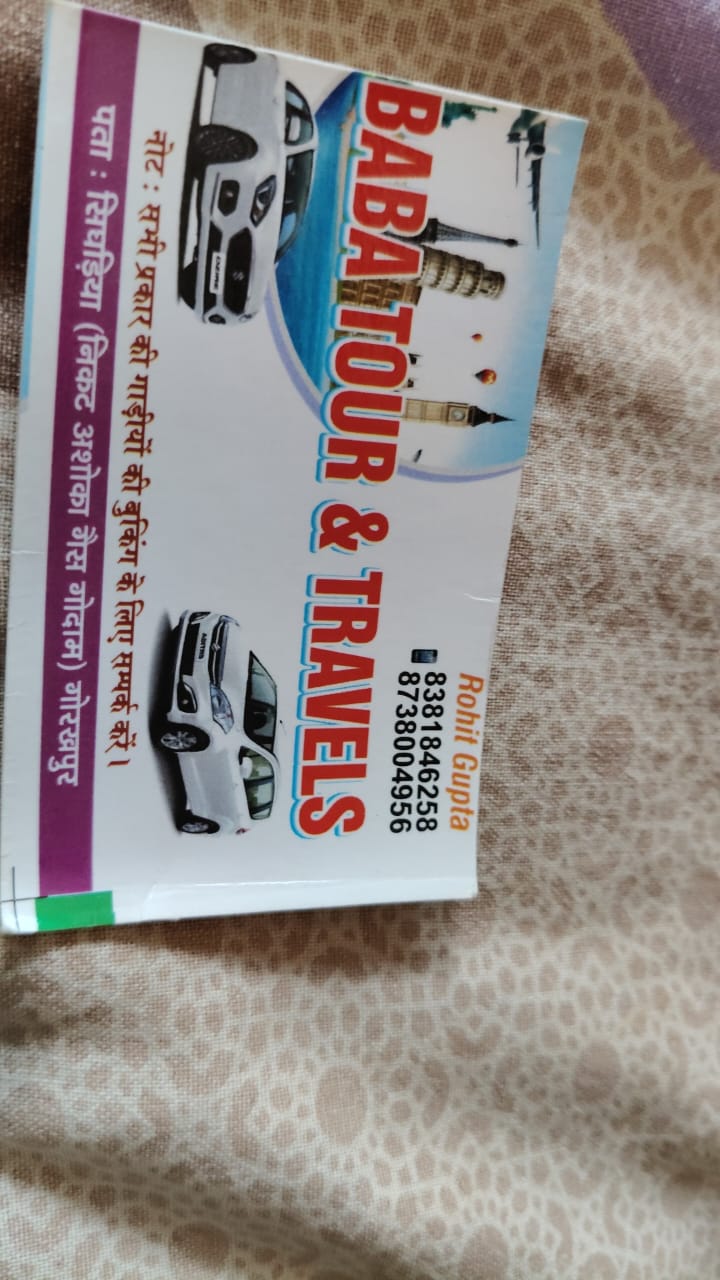 Rohit Gupta
8381846258
8738004956
BABA TOUR & TRAVELS
नोट : सभी प्रकार की गाड़ीयों की बुकिंग के लिए सम्पर्क करें।
पता : सिघड़िया (निकट अशोका गैस गोदाम) गोरखपुर